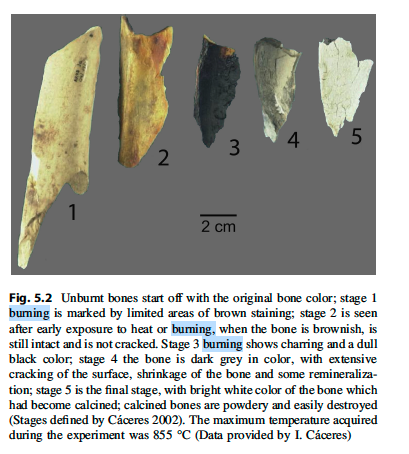 1
2
3
4
5
2 cm
Fig. 5.2 Unburnt bones start off with the original bone color; stage 1
burning is marked by limited areas of brown staining; stage 2 is seen
after early exposure to heat or burning, when the bone is brownish, is
still intact and is not cracked. Stage 3 burning shows charring and a dull
black color; stage 4 the bone is dark grey in color, with extensive
cracking of the surface, shrinkage of the bone and some remineraliza-
tion; stage 5 is the final stage, with bright white color of the bone which
had become calcined; calcined bones are powdery and easily destroyed
(Stages defined by Cáceres 2002). The maximum temperature acquired
during the experiment was 855 °C (Data provided by I. Cáceres)